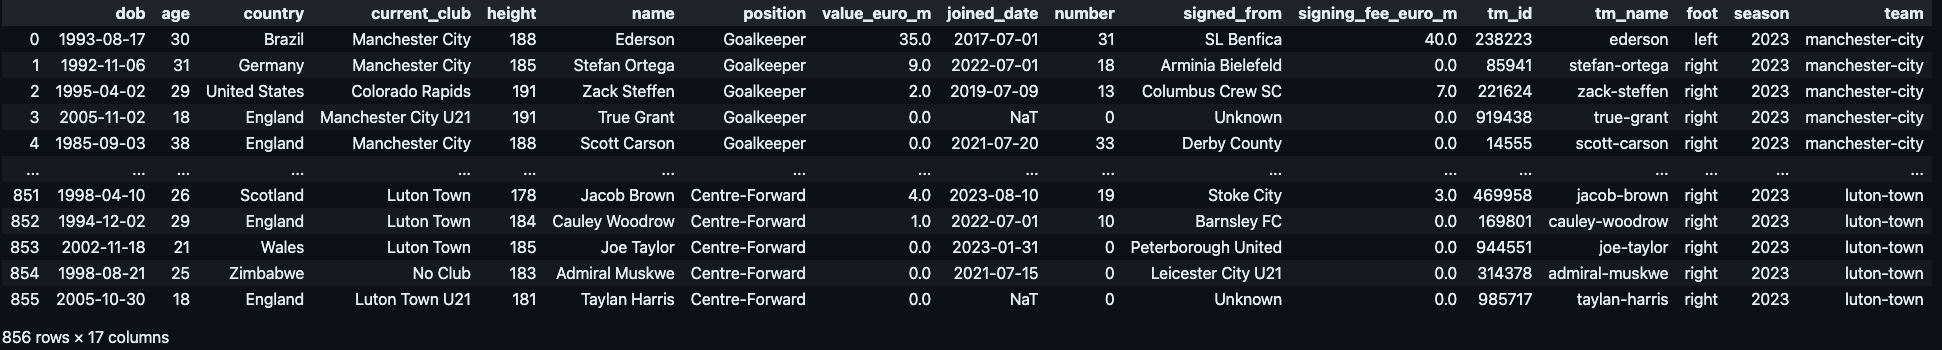 dob age country current_club height name position value_euro_m joined_date number signed_from signing_fee_euro_m tm_id tm_name foot season team
0 1993-08-17 30 Brazil Manchester City 188 Ederson Goalkeeper 35.0 2017-07-01 31 SL Benfica 40.0 238223 ederson left 2023 manchester-city
1 1992-11-06 31 Germany Manchester City 185 Stefan Ortega Goalkeeper 9.0 2022-07-01 18 Arminia Bielefeld 0.0 85941 stefan-ortega right 2023 manchester-city
2 1995-04-02 29 United States Colorado Rapids 191 Zack Steffen Goalkeeper 2.0 2019-07-09 13 Columbus Crew SC 7.0 221624 zack-steffen right 2023 manchester-city
3 2005-11-02 18 England Manchester City U21 191 True Grant Goalkeeper 0.0 NaT 0 Unknown 0.0 919438 true-grant right 2023 manchester-city
4 1985-09-03 38 England Manchester City 188 Scott Carson Goalkeeper 0.0 2021-07-20 33 Derby County 0.0 14555 scott-carson right 2023 manchester-city
... ... ... ... ... ... ... ... ... ... ... ... ... ... ... ... ... ...
851 1998-04-10 26 Scotland Luton Town 178 Jacob Brown Centre-Forward 4.0 2023-08-10 19 Stoke City 3.0 469958 jacob-brown right 2023 luton-town
852 1994-12-02 29 England Luton Town 184 Cauley Woodrow Centre-Forward 1.0 2022-07-01 10 Barnsley FC 0.0 169801 cauley-woodrow right 2023 luton-town
853 2002-11-18 21 Wales Luton Town 185 Joe Taylor Centre-Forward 0.0 2023-01-31 0 Peterborough United 0.0 944551 joe-taylor right 2023 luton-town
854 1998-08-21 25 Zimbabwe No Club 183 Admiral Muskwe Centre-Forward 0.0 2021-07-15 0 Leicester City U21 0.0 314378 admiral-muskwe right 2023 luton-town
855 2005-10-30 18 England Luton Town U21 181 Taylan Harris Centre-Forward 0.0 NaT 0 Unknown 0.0 985717 taylan-harris right 2023 luton-town
856 rows × 17 columns